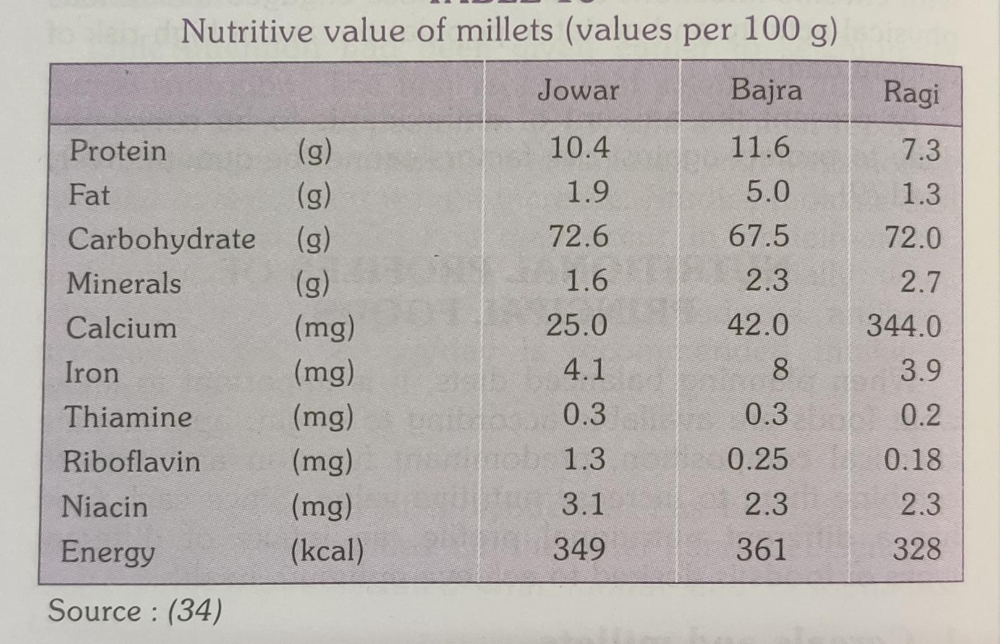 Nutritive value of millets (values per 100 g)
Jowar Bajra Ragi
Protein (g) 10.4 11.6 7.3
Fat (g) 1.9 5.0 1.3
Carbohydrate (g) 72.6 67.5 72.0
Minerals (g) 1.6 2.3 2.7
Calcium (mg) 25.0 42.0 344.0
Iron (mg) 4.1 8 3.9
Thiamine (mg) 0.3 0.3 0.2
Riboflavin (mg) 1.3 0.25 0.18
Niacin (mg) 3.1 2.3 2.3
Energy (kcal) 349 361 328
Source : (34)